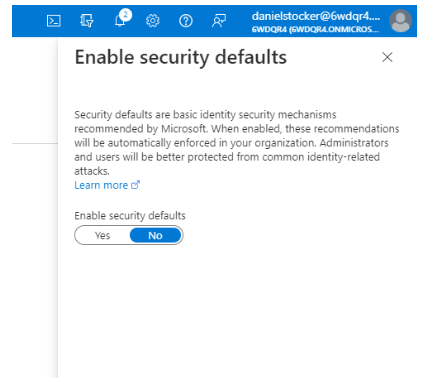 2
danielstocker@6wdqr4....
6WDQR4 (6WDQR4.ONMICROS...
Enable security defaults
Security defaults are basic identity security mechanisms
recommended by Microsoft. When enabled, these recommendations
will be automatically enforced in your organization. Administrators
and users will be better protected from common identity-related
attacks.
Learn more
Enable security defaults
Yes No